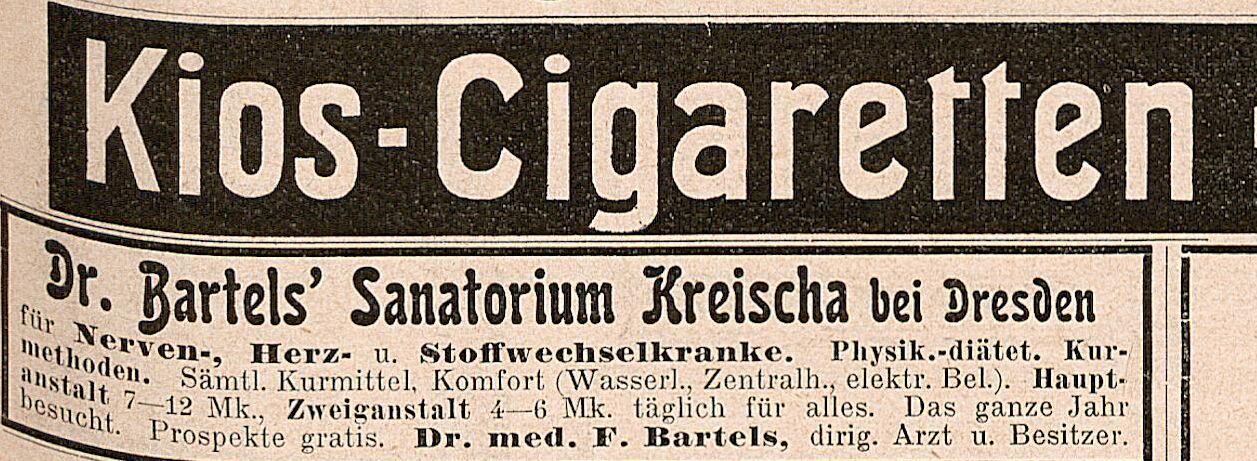 Kios-Cigaretten
Dr. Bartels' Sanatorium Kreischa bei Dresden
für Nerven-, Herz- u. Stoffwechselkranke. Physik.-diätet. Kur-
methoden. Sämtl. Kurmittel, Komfort (Wasserl., Zentralh., elektr. Bel.). Haupt-
anstalt 7—12 Mk., Zweiganstalt 4—6 Mk. täglich für alles. Das ganze Jahr
besucht. Prospekte gratis. Dr. med. F. Bartels, dirig. Arzt u. Besitzer.